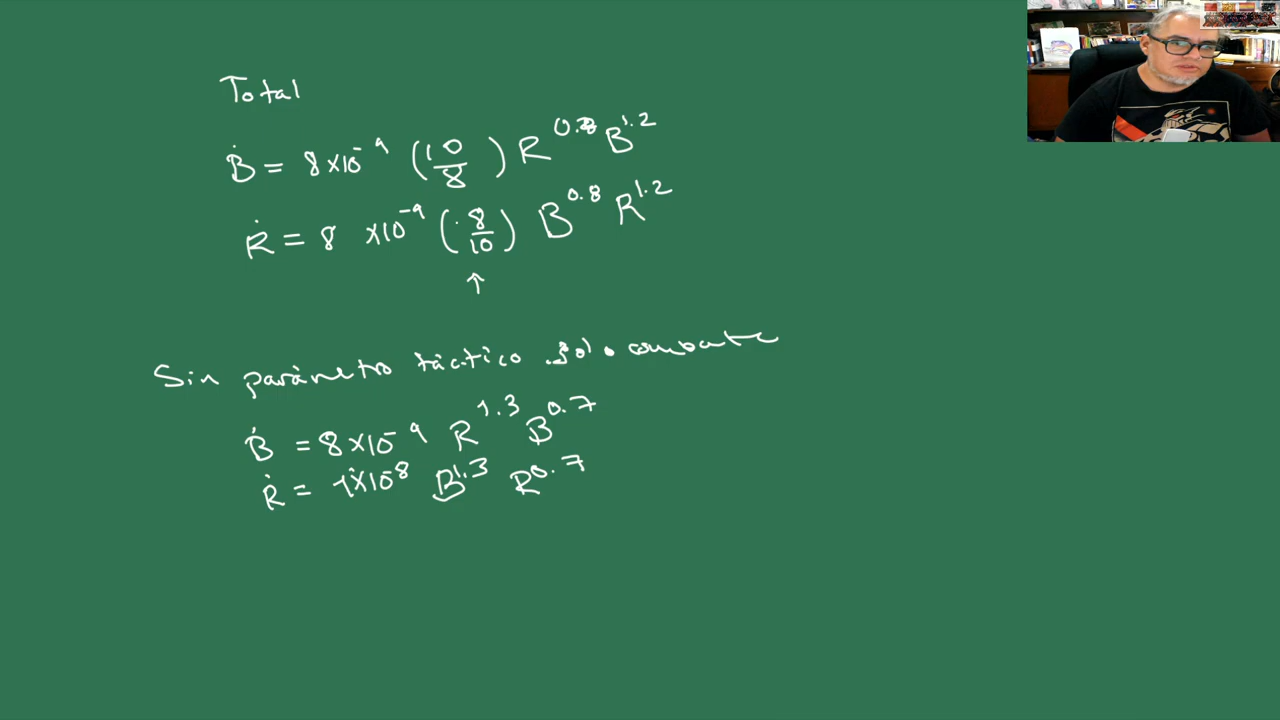 Total
Ḃ = 8×10⁻⁹ (10/8) R^0.8 B^1.2
Ṙ = 8 ×10⁻⁹ (8/10) B^0.8 R^1.2
↑
Sin parámetro táctico solo combate
Ḃ = 8×10⁻⁹ R^1.3 B^0.7
Ṙ = 1×10⁻⁸ B^1.3 R^0.7